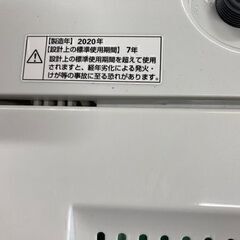 【製造年】2020年
【設計上の標準使用期間】 7年
設計上の標準使用期間を超えて使用
されますと、経年劣化による発火・
けが等の事故に至る恐れがあります。